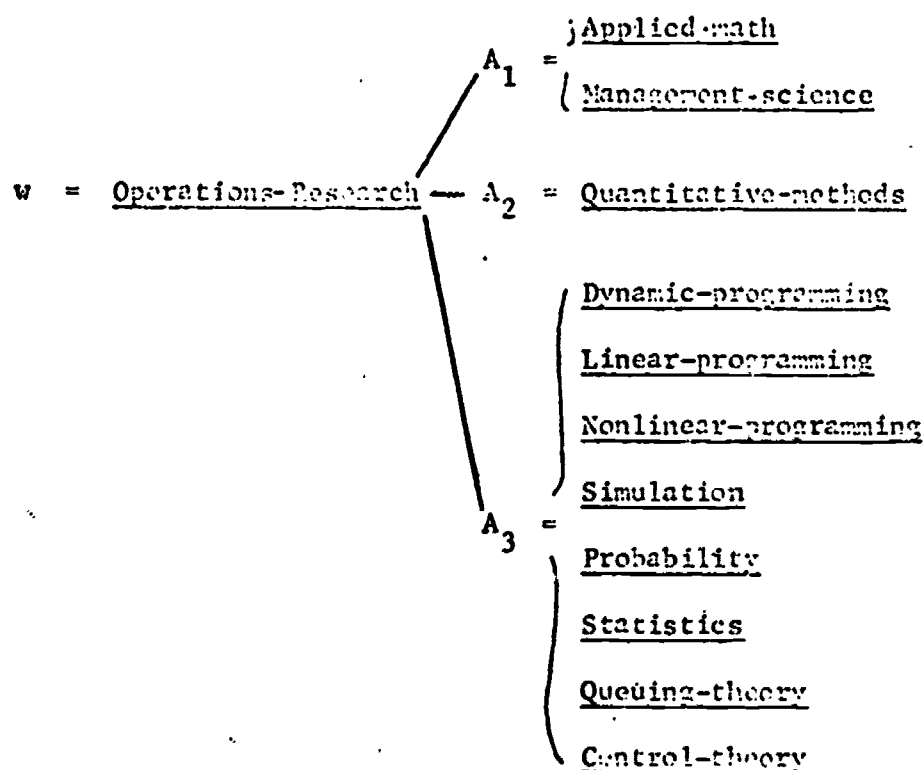 Applied-math
A1 =
Management-science
w = Operations-Research — A2 = Quantitative-methods
Dynamic-programming
Linear-programming
Nonlinear-programming
Simulation
A3 =
Probability
Statistics
Queuing-theory
Control-theory